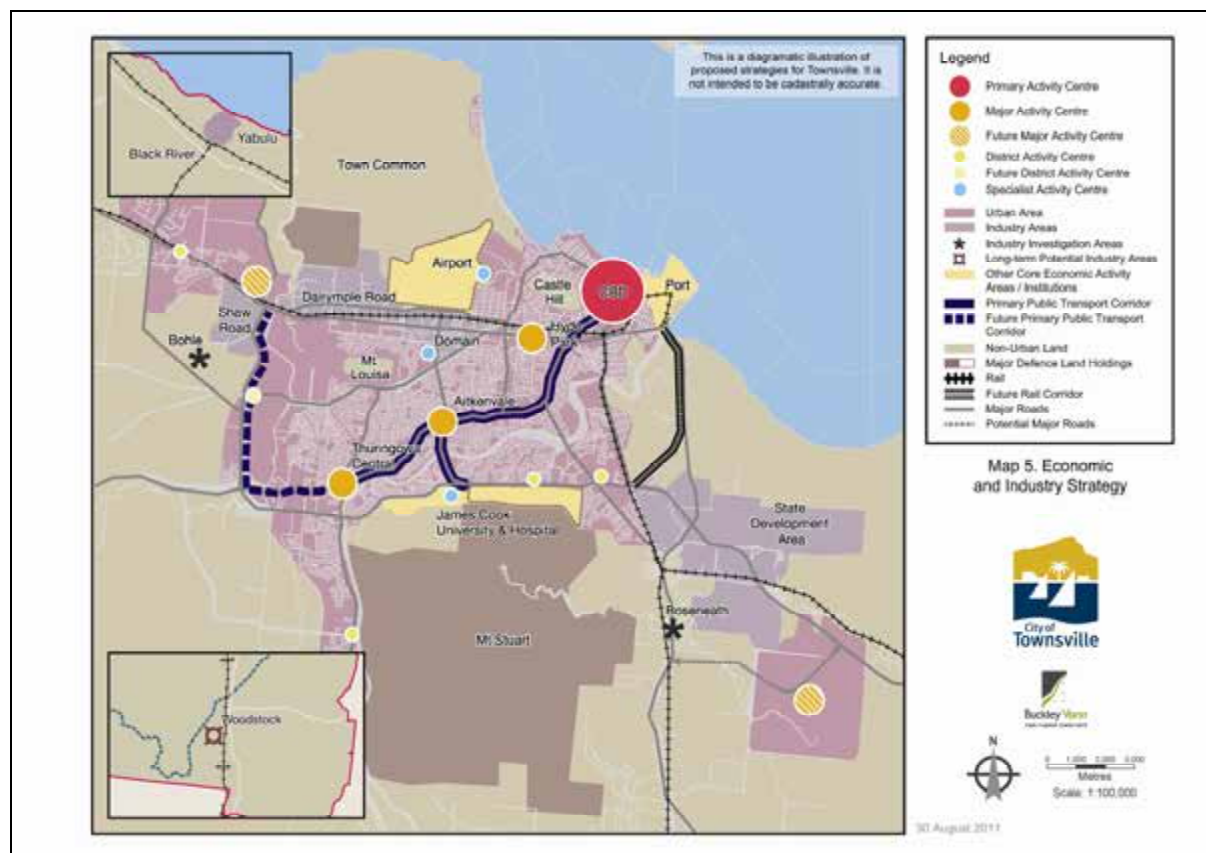 This is a diagramatic illustration of
proposed strategies for Townsville. It is
not intended to be cadastrally accurate.
Yabulu
Black River
Town Common
Airport
Castle
Hill
CBD
Port
Dalrymple Road
Shaw
Road
Hyde
Park
Bohle
Domain
Mt
Louisa
Aitkenvale
Thuringowa
Central
James Cook
University & Hospital
State
Development
Area
Roseneath
Mt Stuart
Woodstock
Legend
Primary Activity Centre
Major Activity Centre
Future Major Activity Centre
District Activity Centre
Future District Activity Centre
Specialist Activity Centre
Urban Area
Industry Areas
Industry Investigation Areas
Long-term Potential Industry Areas
Other Core Economic Activity
Areas / Institutions
Primary Public Transport Corridor
Future Primary Public Transport
Corridor
Non-Urban Land
Major Defence Land Holdings
Rail
Future Rail Corridor
Major Roads
Potential Major Roads
Map 5. Economic
and Industry Strategy
City of
Townsville
Buckley Vann
N
0 1,000 2,000 3,000
Metres
Scale: 1:100,000
30 August 2011